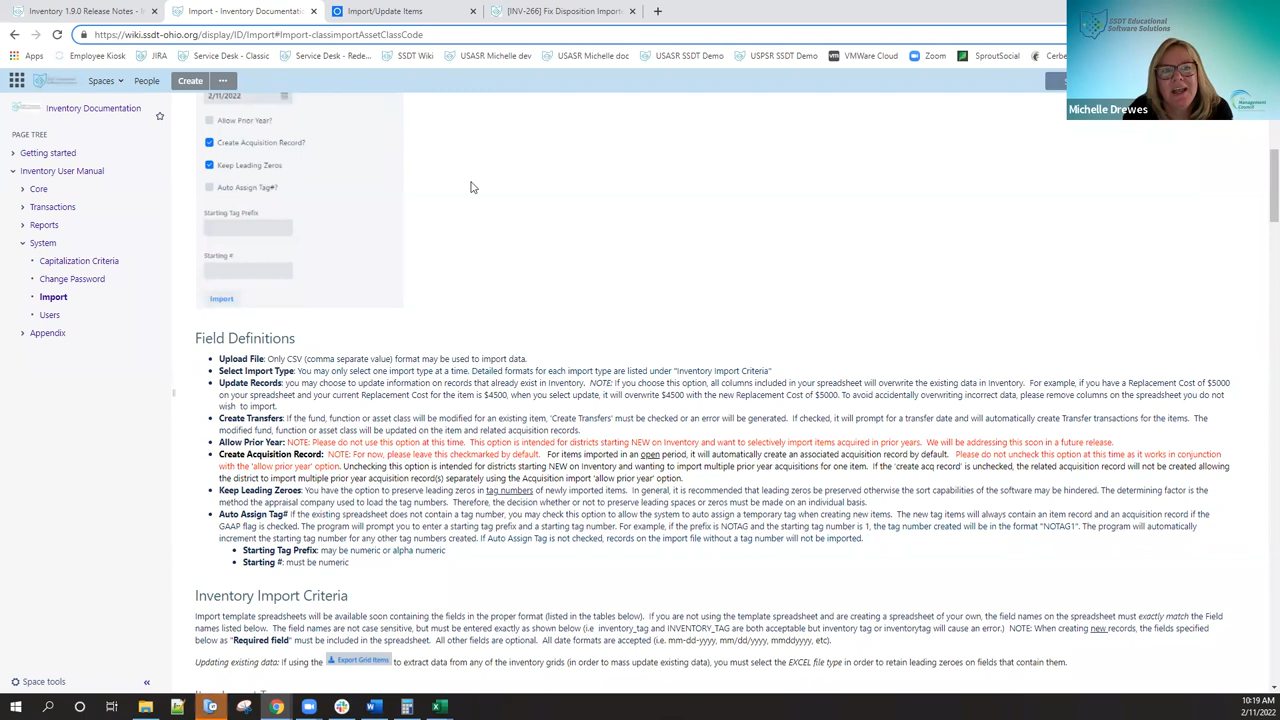 Inventory 1.9.0 Release Notes -
Import - Inventory Documentatio
Import/Update Items
[INV-266] Fix Disposition Import
https://wiki.ssdt-ohio.org/display/ID/Import#Import-classimportAssetClassCode
Apps
Employee Kiosk
JIRA
Service Desk - Classic
Service Desk - Rede...
SSDT Wiki
USASR Michelle dev
USASR Michelle doc
USASR SSDT Demo
USPSR SSDT Demo
VMWare Cloud
Zoom
SproutSocial
Cerbe
SSDT Educational
Software Solutions
Management
Council
Michelle Drewes
Spaces
People
Create
Inventory Documentation
PAGE TREE
Getting started
Inventory User Manual
Core
Transactions
Reports
System
Capitalization Criteria
Change Password
Import
Users
Appendix
Space tools
2/11/2022
Allow Prior Year?
Create Acquisition Record?
Keep Leading Zeros
Auto Assign Tag#?
Starting Tag Prefix
Starting #
Import
Field Definitions
Upload File: Only CSV (comma separate value) format may be used to import data.
Select Import Type: You may only select one import type at a time. Detailed formats for each import type are listed under "Inventory Import Criteria"
Update Records: you may choose to update information on records that already exist in Inventory. NOTE: If you choose this option, all columns included in your spreadsheet will overwrite the existing data in Inventory. For example, if you have a Replacement Cost of $5000
on your spreadsheet and your current Replacement Cost for the item is $4500, when you select update, it will overwrite $4500 with the new Replacement Cost of $5000. To avoid accidentally overwriting incorrect data, please remove columns on the spreadsheet you do not
wish to import.
Create Transfers: If the fund, function or asset class will be modified for an existing item, 'Create Transfers' must be checked or an error will be generated. If checked, it will prompt for a transfer date and will automatically create Transfer transactions for the items. The
modified fund, function or asset class will be updated on the item and related acquisition records.
Allow Prior Year: NOTE: Please do not use this option at this time. This option is intended for districts starting NEW on Inventory and want to selectively import items acquired in prior years. We will be addressing this soon in a future release.
Create Acquisition Record: NOTE: For now, please leave this checkmarked by default. For items imported in an open period, it will automatically create an associated acquisition record by default. Please do not uncheck this option at this time as it works in conjunction
with the 'allow prior year' option. Unchecking this option is intended for districts starting NEW on Inventory and wanting to import multiple prior year acquisitions for one item. If the 'create acq record' is unchecked, the related acquisition record will not be created allowing
the district to import multiple prior year acquisition record(s) separately using the Acquisition import 'allow prior year' option.
Keep Leading Zeroes: You have the option to preserve leading zeros in tag numbers of newly imported items. In general, it is recommended that leading zeros be preserved otherwise the sort capabilities of the software may be hindered. The determining factor is the
method the appraisal company used to load the tag numbers. Therefore, the decision whether or not to preserve leading spaces or zeros must be made on an individual basis.
Auto Assign Tag# If the existing spreadsheet does not contain a tag number, you may check this option to allow the system to auto assign a temporary tag when creating new items. The new tag items will always contain an item record and an acquisition record if the
GAAP flag is checked. The program will prompt you to enter a starting tag prefix and a starting tag number. For example, if the prefix is NOTAG and the starting tag number is 1, the tag number created will be in the format "NOTAG1". The program will automatically
increment the starting tag number for any other tag numbers created. If Auto Assign Tag is not checked, records on the import file without a tag number will not be imported.
Starting Tag Prefix: may be numeric or alpha numeric
Starting #: must be numeric
Inventory Import Criteria
Import template spreadsheets will be available soon containing the fields in the proper format (listed in the tables below). If you are not using the template spreadsheet and are creating a spreadsheet of your own, the field names on the spreadsheet must exactly match the Field
names listed below. The field names are not case sensitive, but must be entered exactly as shown below (i.e inventory_tag and INVENTORY_TAG are both acceptable but inventory tag or inventorytag will cause an error.) NOTE: When creating new records, the fields specified
below as "Required field" must be included in the spreadsheet. All other fields are optional. All date formats are accepted (i.e. mm-dd-yyyy, mm/dd/yyyy, mmddyyyy, etc).
Updating existing data: If using the Export Grid Items to extract data from any of the inventory grids (in order to mass update existing data), you must select the EXCEL file type in order to retain leading zeroes on fields that contain them.
10:19 AM
2/11/2022